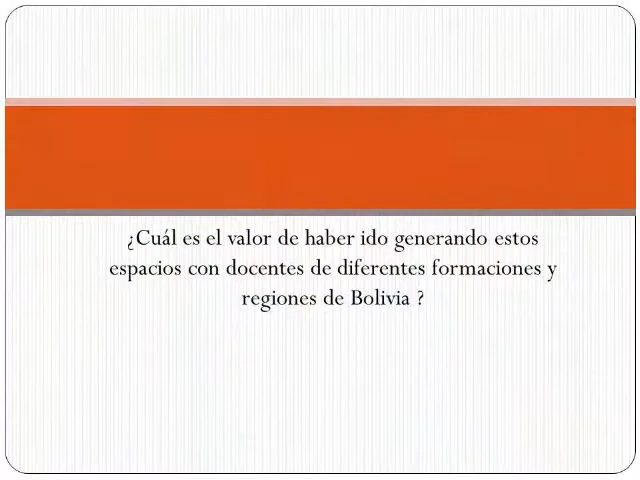 ¿Cuál es el valor de haber ido generando estos
espacios con docentes de diferentes formaciones y
regiones de Bolivia ?